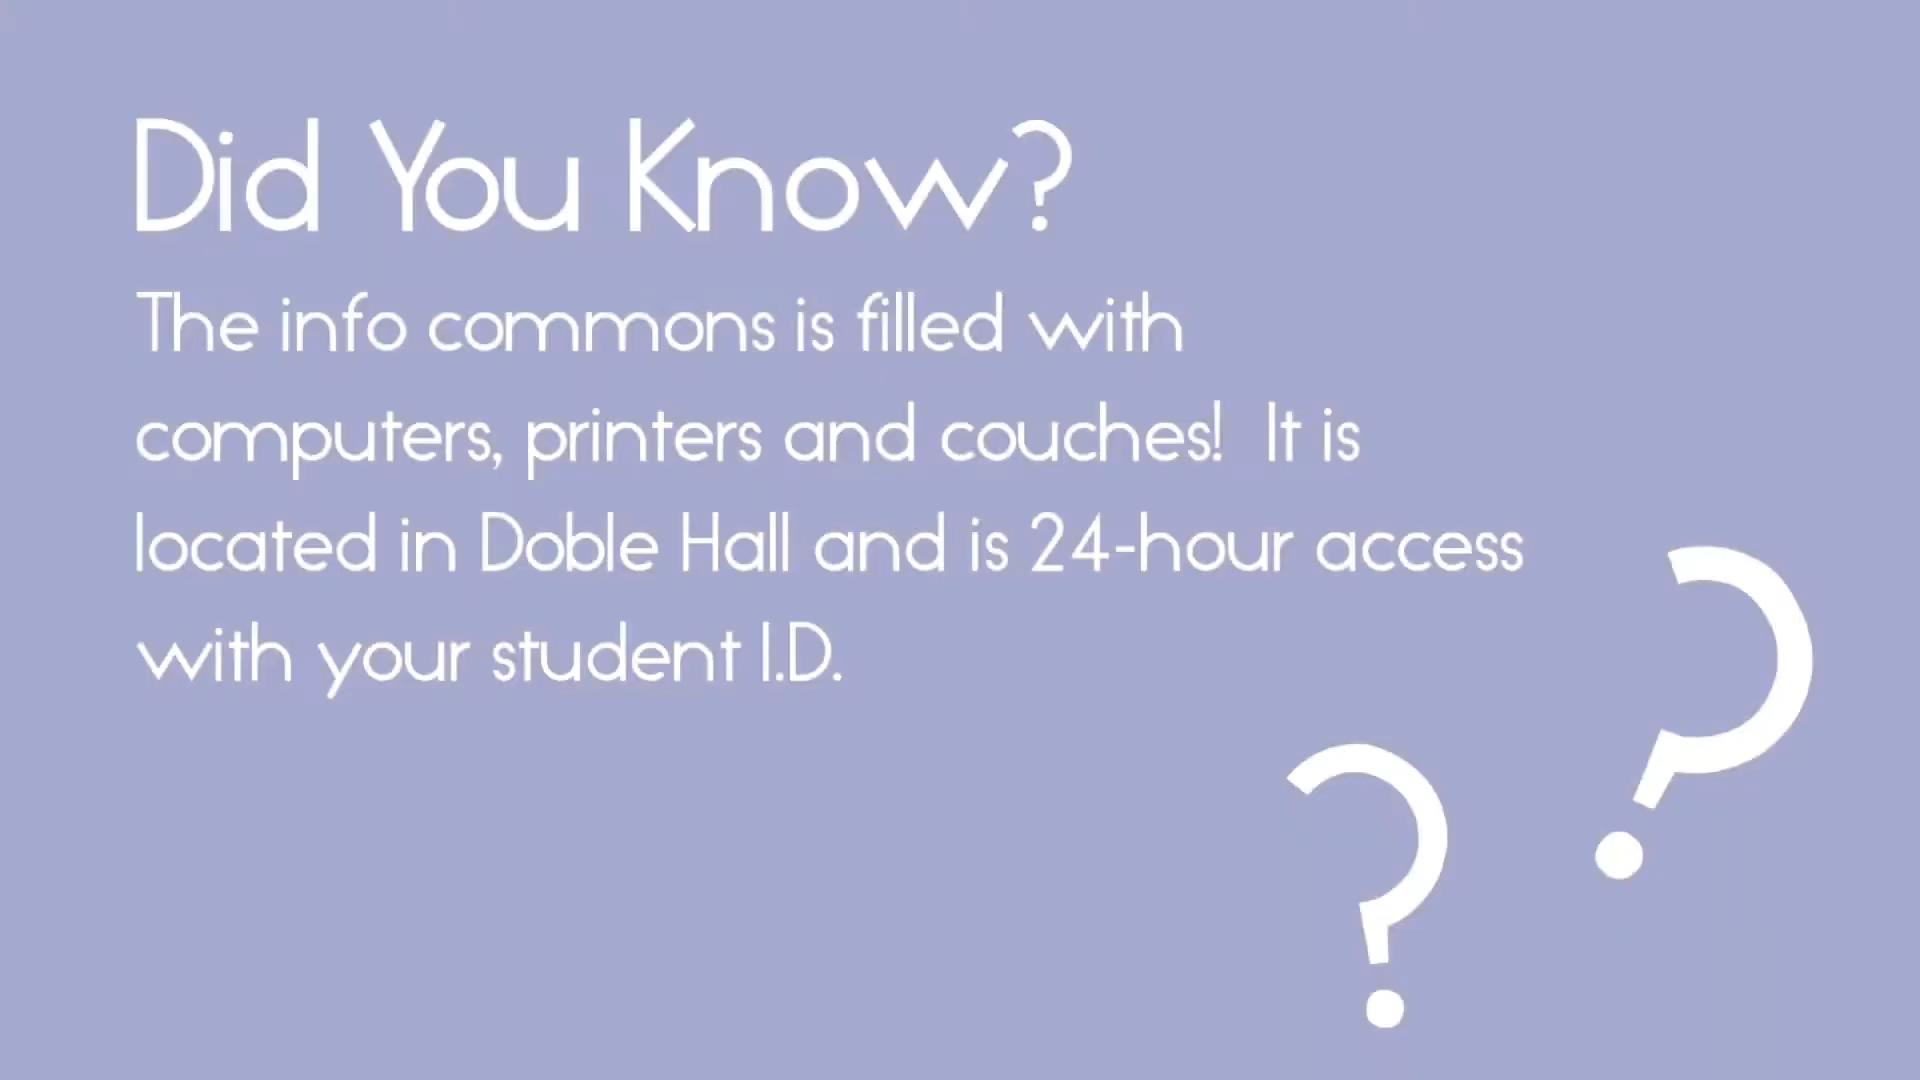 Did You Know?
The info commons is filled with
computers, printers and couches!  It is
located in Doble Hall and is 24-hour access
with your student I.D.
?
?